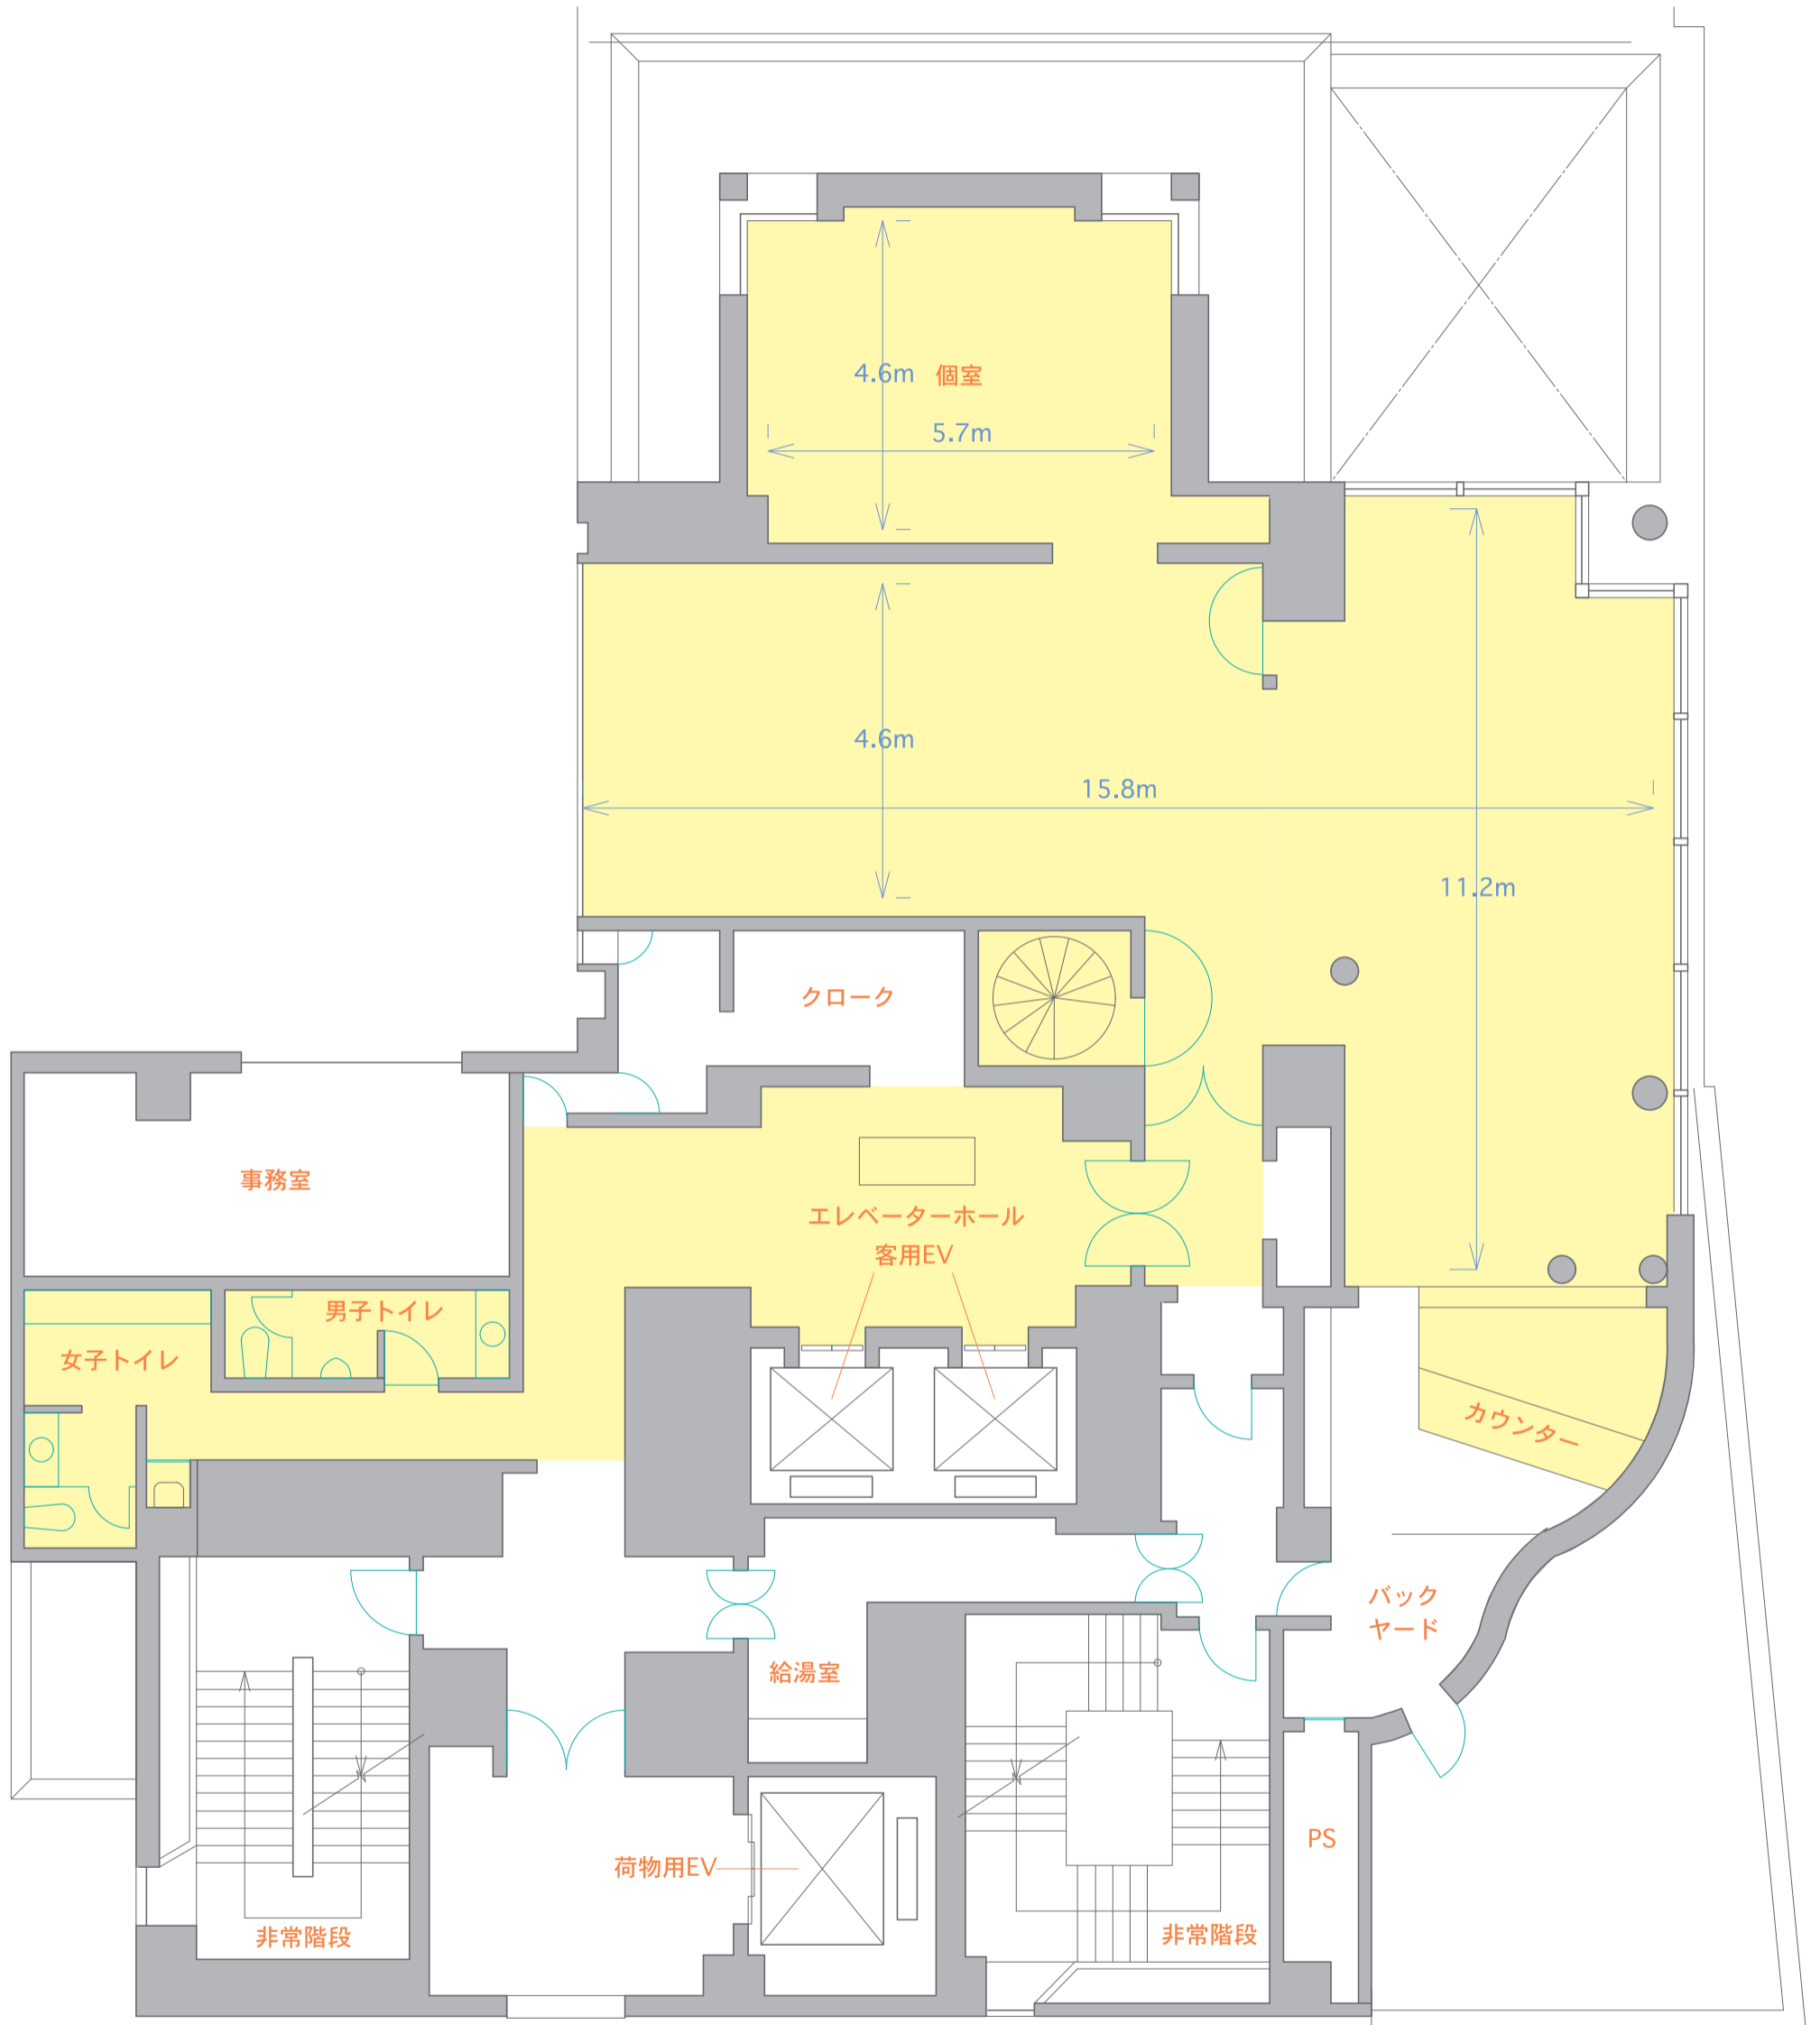 4.6m
個室
5.7m
4.6m
15.8m
11.2m
クローク
事務室
エレベーターホール
客用EV
男子トイレ
女子トイレ
カウンター
バック
ヤード
給湯室
PS
荷物用EV
非常階段
非常階段